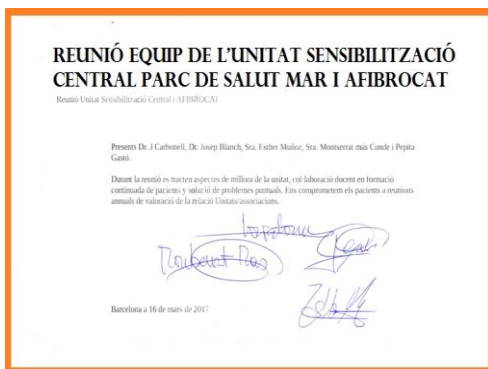 REUNIÓ EQUIP DE L'UNITAT SENSIBILITZACIÓ
CENTRAL PARC DE SALUT MAR I AFIBROCAT
Reunió Unitat Sensibilització Central i AFIBROCAT
Presents Dr. J Carbonell, Dr. Josep Blanch, Sra. Esther Muñoz, Sra. Montserrat mas Conde i Pepita
Gastó.
Durant la reunió es tracten aspectes de millora de la unitat, col·laboració docent en formació
continuada de pacients y solució de problemes puntuals. Ens comprometem els pacients a reunions
annuals de valoració de la relació Unitats/associacions.
Barcelona a 16 de mars de 2017